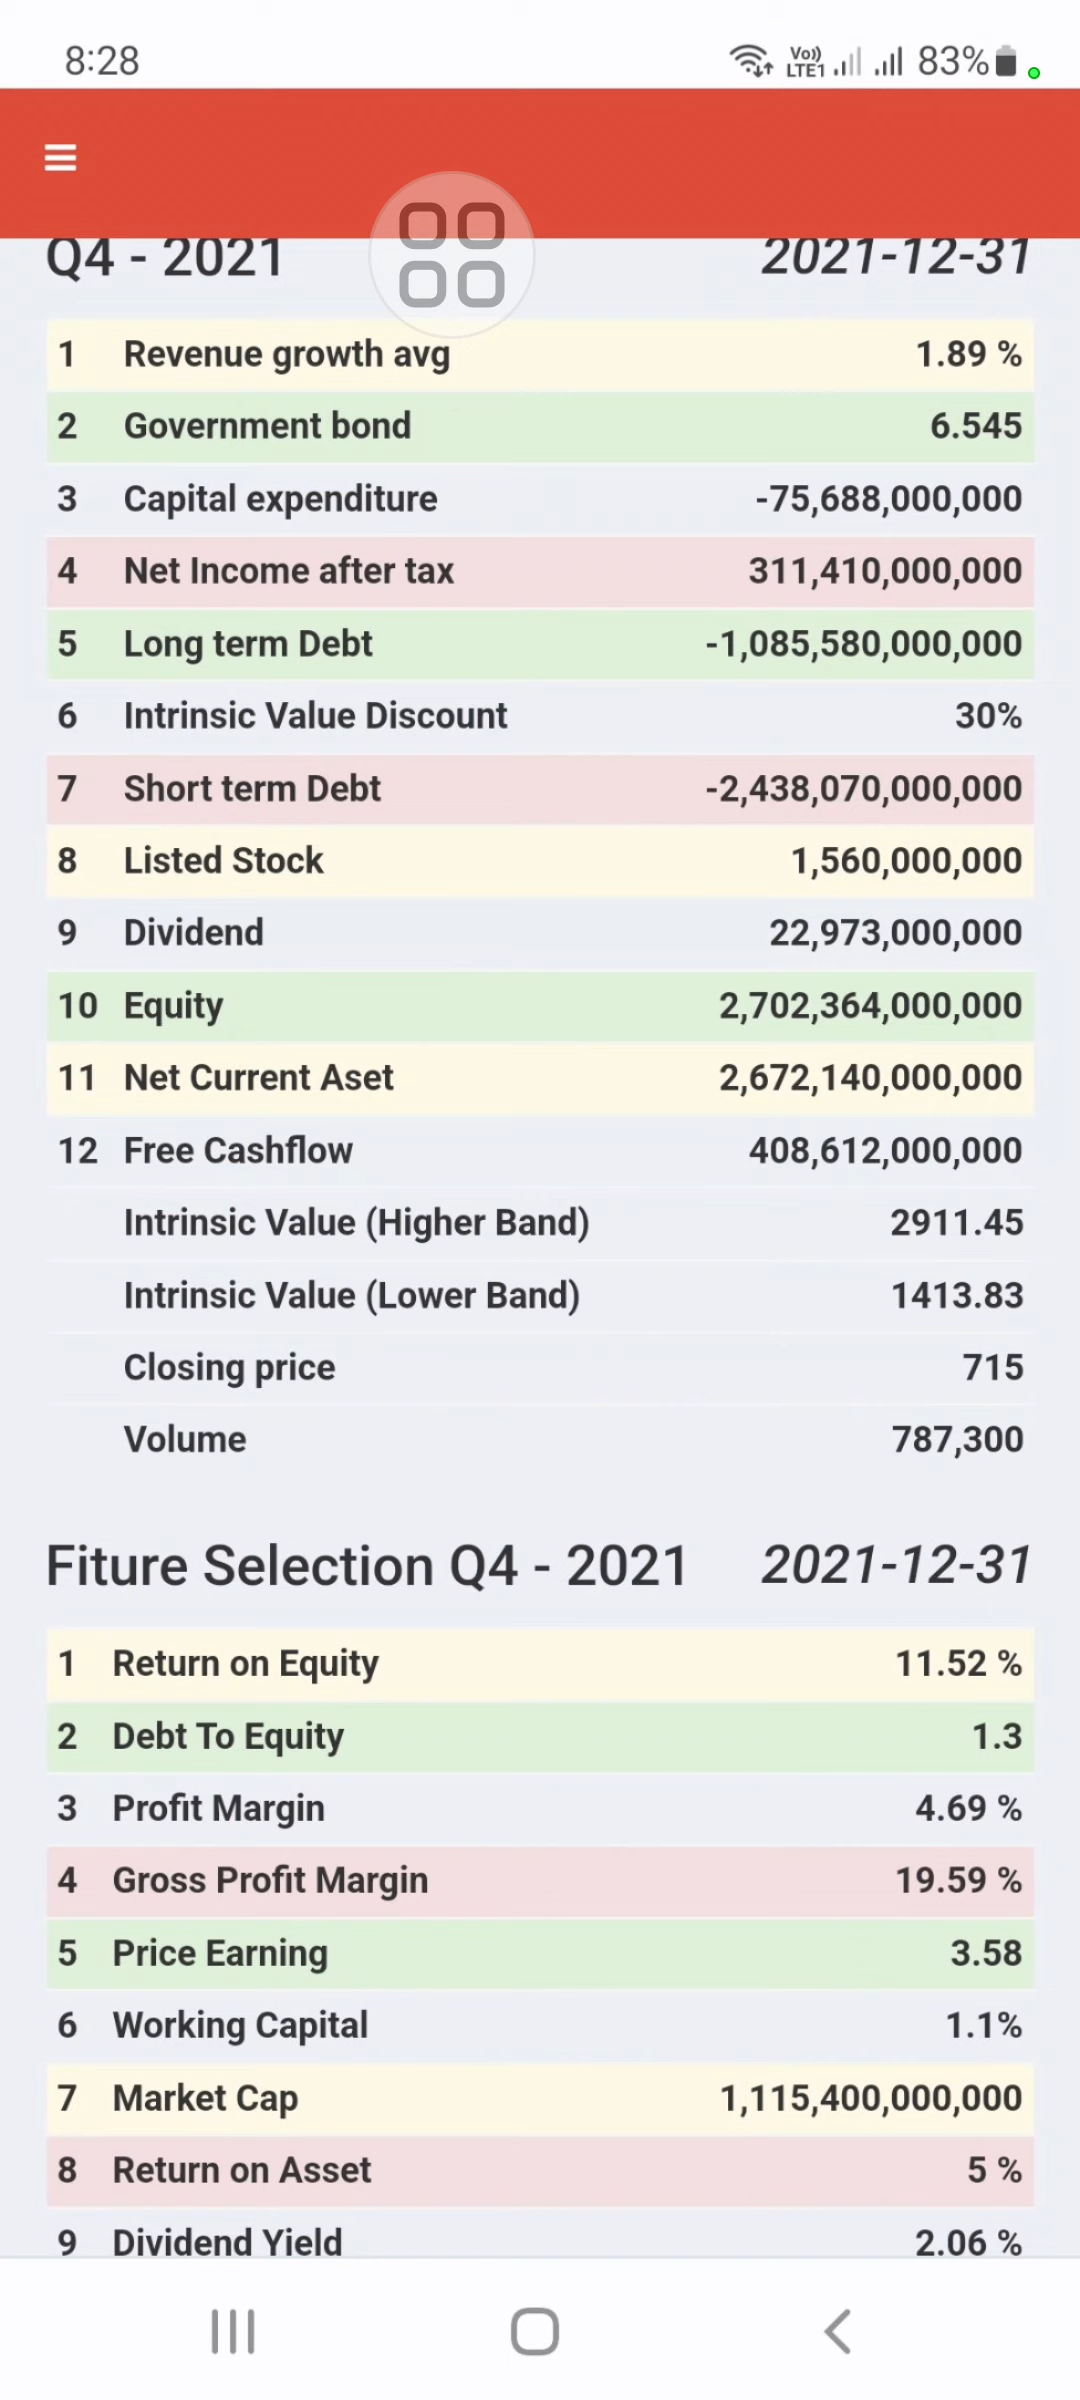 8:28
Vo)) LTE1 83%
Q4 - 2021 2021-12-31
1 Revenue growth avg 1.89 %
2 Government bond 6.545
3 Capital expenditure -75,688,000,000
4 Net Income after tax 311,410,000,000
5 Long term Debt -1,085,580,000,000
6 Intrinsic Value Discount 30%
7 Short term Debt -2,438,070,000,000
8 Listed Stock 1,560,000,000
9 Dividend 22,973,000,000
10 Equity 2,702,364,000,000
11 Net Current Aset 2,672,140,000,000
12 Free Cashflow 408,612,000,000
Intrinsic Value (Higher Band) 2911.45
Intrinsic Value (Lower Band) 1413.83
Closing price 715
Volume 787,300
Fiture Selection Q4 - 2021 2021-12-31
1 Return on Equity 11.52 %
2 Debt To Equity 1.3
3 Profit Margin 4.69 %
4 Gross Profit Margin 19.59 %
5 Price Earning 3.58
6 Working Capital 1.1%
7 Market Cap 1,115,400,000,000
8 Return on Asset 5 %
9 Dividend Yield 2.06 %